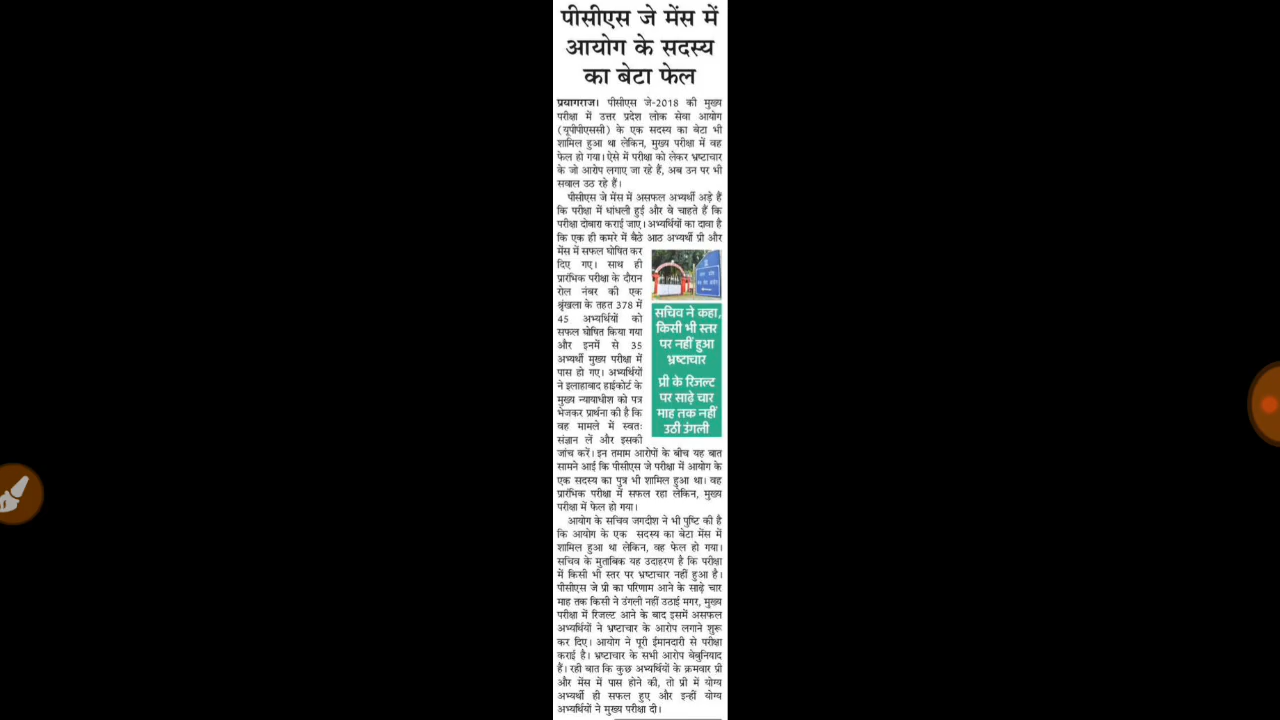 पीसीएस जे मेंस में
आयोग के सदस्य
का बेटा फेल
प्रयागराज। पीसीएस जे-2018 की मुख्य
परीक्षा में उत्तर प्रदेश लोक सेवा आयोग
(यूपीपीएससी) के एक सदस्य का बेटा भी
शामिल हुआ था लेकिन, मुख्य परीक्षा में वह
फेल हो गया। ऐसे में परीक्षा को लेकर भ्रष्टाचार
के जो आरोप लगाए जा रहे हैं, अब उन पर भी
सवाल उठ रहे हैं।
पीसीएस जे मेंस में असफल अभ्यर्थी अड़े हैं
कि परीक्षा में धांधली हुई और वे चाहते हैं कि
परीक्षा दोबारा कराई जाए। अभ्यर्थियों का दावा है
कि एक ही कमरे में बैठे आठ अभ्यर्थी प्री और
मेंस में सफल घोषित कर
दिए गए। साथ ही
प्रारंभिक परीक्षा के दौरान
रोल नंबर की एक
श्रृंखला के तहत 378 में
45 अभ्यर्थियों को
सफल घोषित किया गया
और इनमें से 35
अभ्यर्थी मुख्य परीक्षा में
पास हो गए। अभ्यर्थियों
ने इलाहाबाद हाईकोर्ट के
मुख्य न्यायाधीश को पत्र
भेजकर प्रार्थना की है कि
वह मामले में स्वतः
संज्ञान लें और इसकी
जांच करें। इन तमाम आरोपों के बीच यह बात
सामने आई कि पीसीएस जे परीक्षा में आयोग के
एक सदस्य का पुत्र भी शामिल हुआ था। वह
प्रारंभिक परीक्षा में सफल रहा लेकिन, मुख्य
परीक्षा में फेल हो गया।
सचिव ने कहा,
किसी भी स्तर
पर नहीं हुआ
भ्रष्टाचार
प्री के रिजल्ट
पर साढ़े चार
माह तक नहीं
उठी उंगली
आयोग के सचिव जगदीश ने भी पुष्टि की है
कि आयोग के एक सदस्य का बेटा मेंस में
शामिल हुआ था लेकिन, वह फेल हो गया।
सचिव के मुताबिक यह उदाहरण है कि परीक्षा
में किसी भी स्तर पर भ्रष्टाचार नहीं हुआ है।
पीसीएस जे प्री का परिणाम आने के साढ़े चार
माह तक किसी ने उंगली नहीं उठाई मगर, मुख्य
परीक्षा में रिजल्ट आने के बाद इसमें असफल
अभ्यर्थियों ने भ्रष्टाचार के आरोप लगाने शुरू
कर दिए। आयोग ने पूरी ईमानदारी से परीक्षा
कराई है। भ्रष्टाचार के सभी आरोप बेबुनियाद
हैं। रही बात कि कुछ अभ्यर्थियों के क्रमवार प्री
और मेंस में पास होने की, तो प्री में योग्य
अभ्यर्थी ही सफल हुए और इन्हीं योग्य
अभ्यर्थियों ने मुख्य परीक्षा दी।